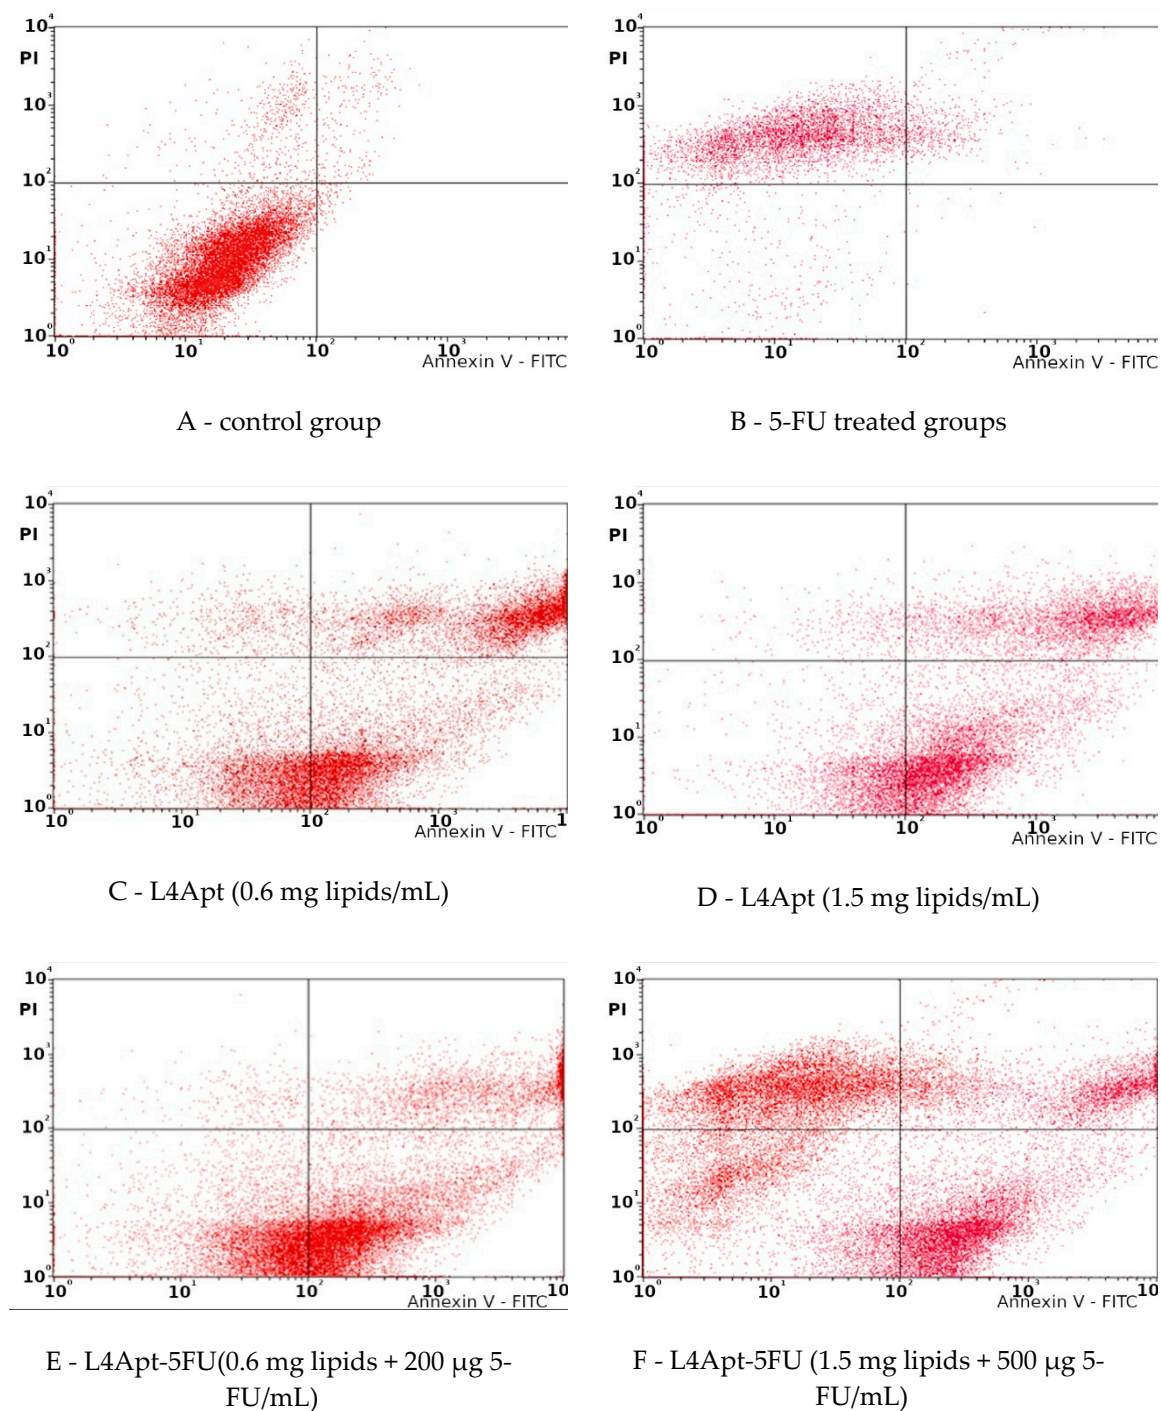 10⁴
PI
10³
10²
10¹
10⁰
10⁰ 10¹ 10² 10³
Annexin V - FITC
A - control group
10⁴
PI
10³
10²
10¹
10⁰
10⁰ 10¹ 10² 10³
Annexin V - FITC
B - 5-FU treated groups
10⁴
PI
10³
10²
10¹
10⁰
10⁰ 10¹ 10² 10³ 1
Annexin V - FITC
C - L4Apt (0.6 mg lipids/mL)
10⁴
PI
10³
10²
10¹
10⁰
10⁰ 10¹ 10² 10³
Annexin V - FITC
D - L4Apt (1.5 mg lipids/mL)
10⁴
PI
10³
10²
10¹
10⁰
10⁰ 10¹ 10² 10³ 10
Annexin V - FITC
E - L4Apt-5FU(0.6 mg lipids + 200 µg 5-
FU/mL)
10⁴
PI
10³
10²
10¹
10⁰
10⁰ 10¹ 10² 10³ 10
Annexin V - FITC
F - L4Apt-5FU (1.5 mg lipids + 500 µg 5-
FU/mL)